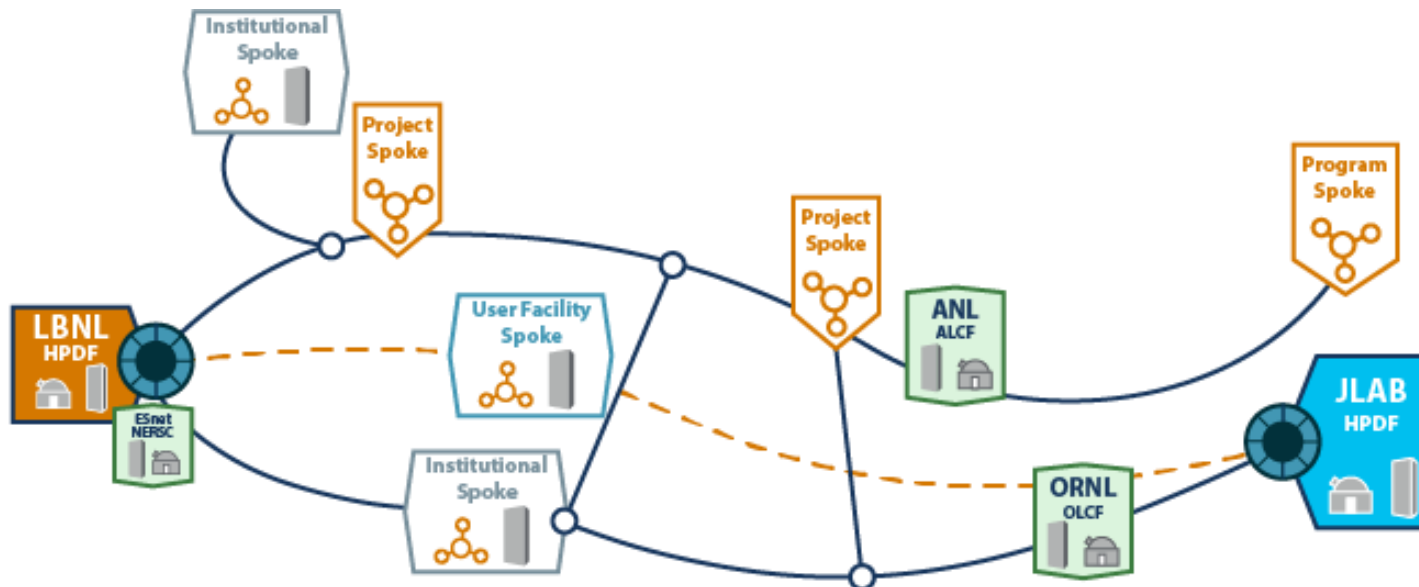 Institutional
Spoke
Project
Spoke
Program
Spoke
Project
Spoke
LBNL
HPDF
User Facility
Spoke
ANL
ALCF
JLAB
HPDF
ESnet
NERSC
Institutional
Spoke
ORNL
OLCF